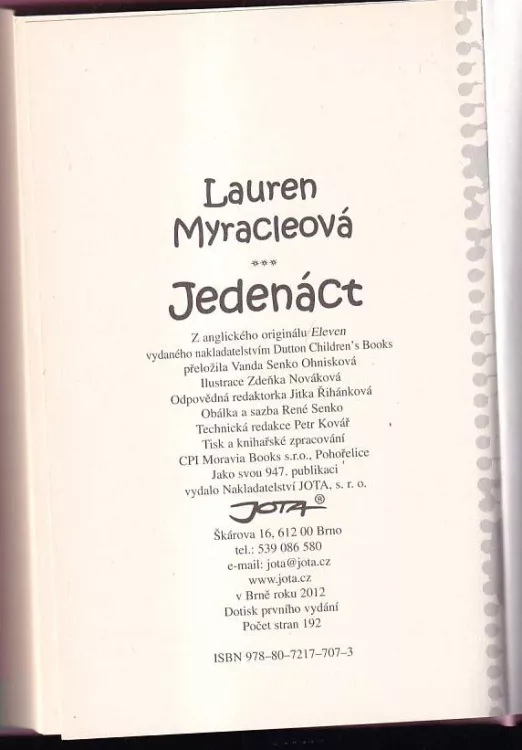 Lauren
Myracleová
***
Jedenáct
Z anglického originálu Eleven
vydaného nakladatelstvím Dutton Children's Books
přeložila Vanda Senko Ohnisková
Ilustrace Zdeňka Nováková
Odpovědná redaktorka Jitka Řihánková
Obálka a sazba René Senko
Technická redakce Petr Kovář
Tisk a knihařské zpracování
CPI Moravia Books s.r.o., Pohořelice
Jako svou 947. publikaci
vydalo Nakladatelství JOTA, s. r. o.
JOTA®
Škárova 16, 612 00 Brno
tel.: 539 086 580
e-mail: jota@jota.cz
www.jota.cz
v Brně roku 2012
Dotisk prvního vydání
Počet stran 192
ISBN 978–80–7217–707–3